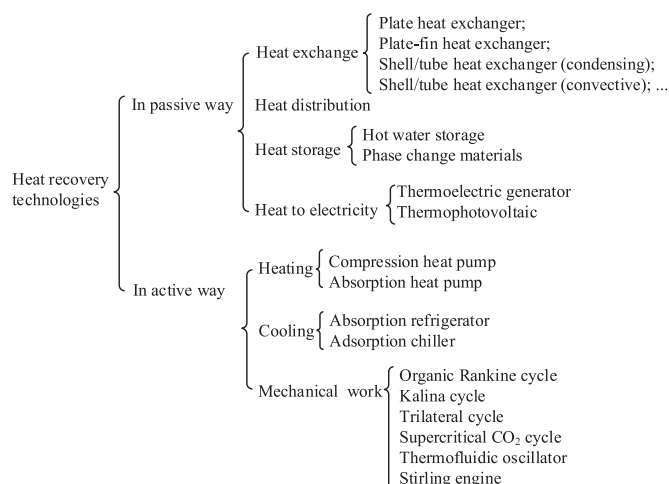 Heat recovery
technologies
In passive way
Heat exchange
Plate heat exchanger;
Plate-fin heat exchanger;
Shell/tube heat exchanger (condensing);
Shell/tube heat exchanger (convective); ...
Heat distribution
Heat storage
Hot water storage
Phase change materials
Heat to electricity
Thermoelectric generator
Thermophotovoltaic
In active way
Heating
Compression heat pump
Absorption heat pump
Cooling
Absorption refrigerator
Adsorption chiller
Mechanical work
Organic Rankine cycle
Kalina cycle
Trilateral cycle
Supercritical CO₂ cycle
Thermofluidic oscillator
Stirling engine